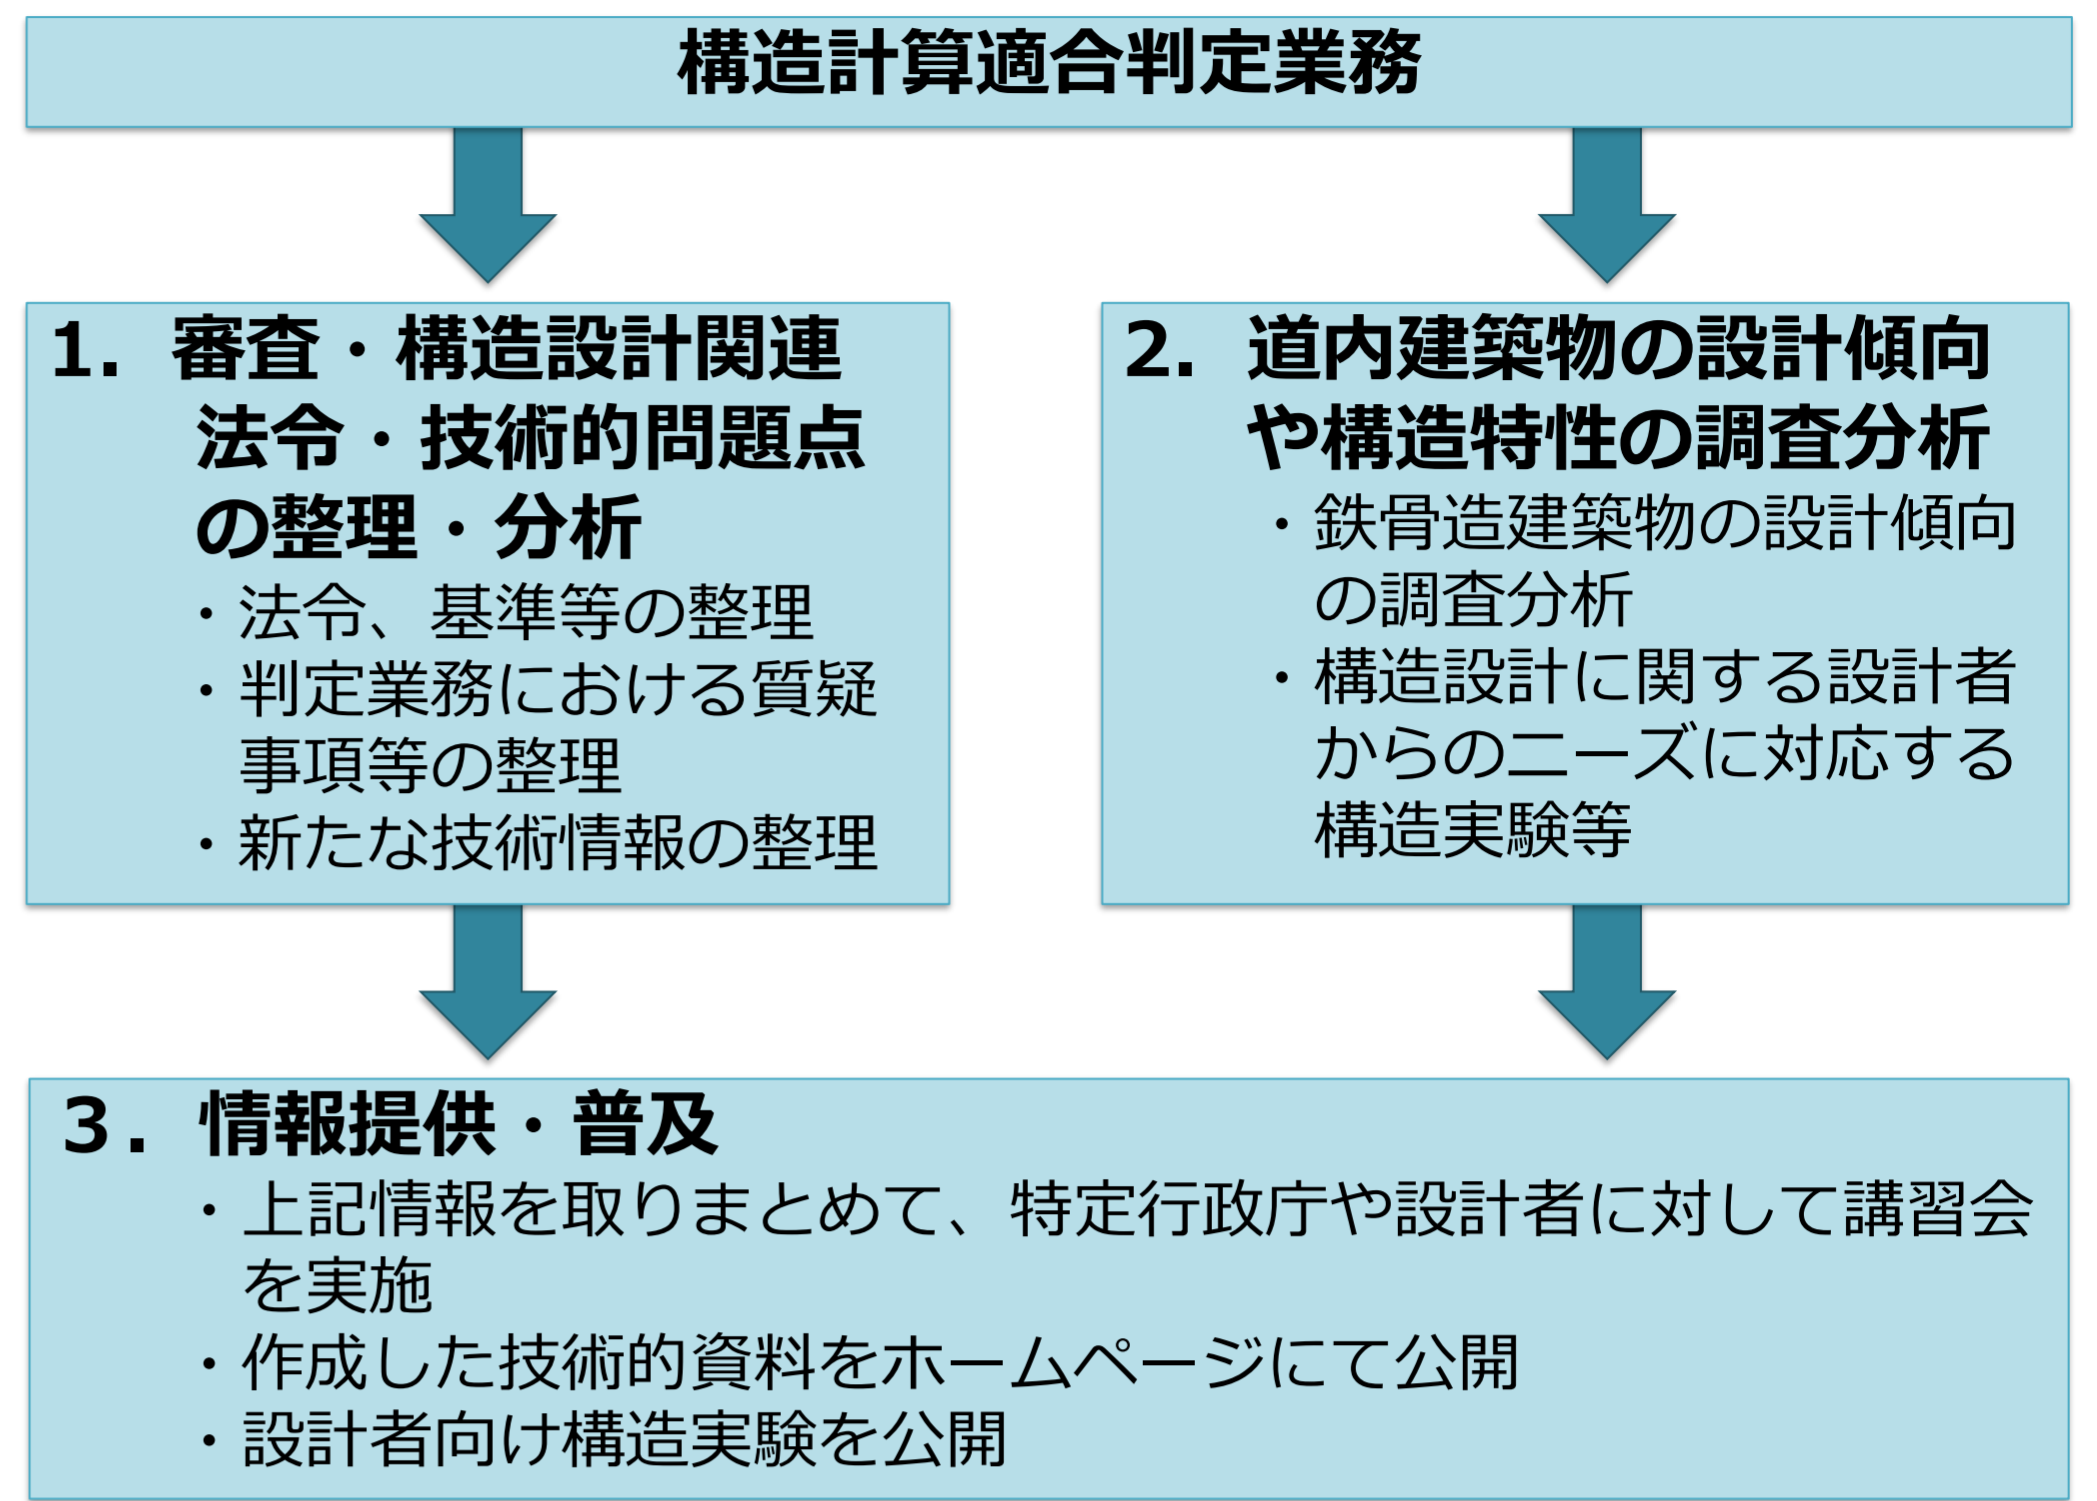 構造計算適合判定業務
1. 審査・構造設計関連
法令・技術的問題点
の整理・分析
・法令、基準等の整理
・判定業務における質疑
事項等の整理
・新たな技術情報の整理
2. 道内建築物の設計傾向
や構造特性の調査分析
・鉄骨造建築物の設計傾向
の調査分析
・構造設計に関する設計者
からのニーズに対応する
構造実験等
3．情報提供・普及
・上記情報を取りまとめて、特定行政庁や設計者に対して講習会
を実施
・作成した技術的資料をホームページにて公開
・設計者向け構造実験を公開